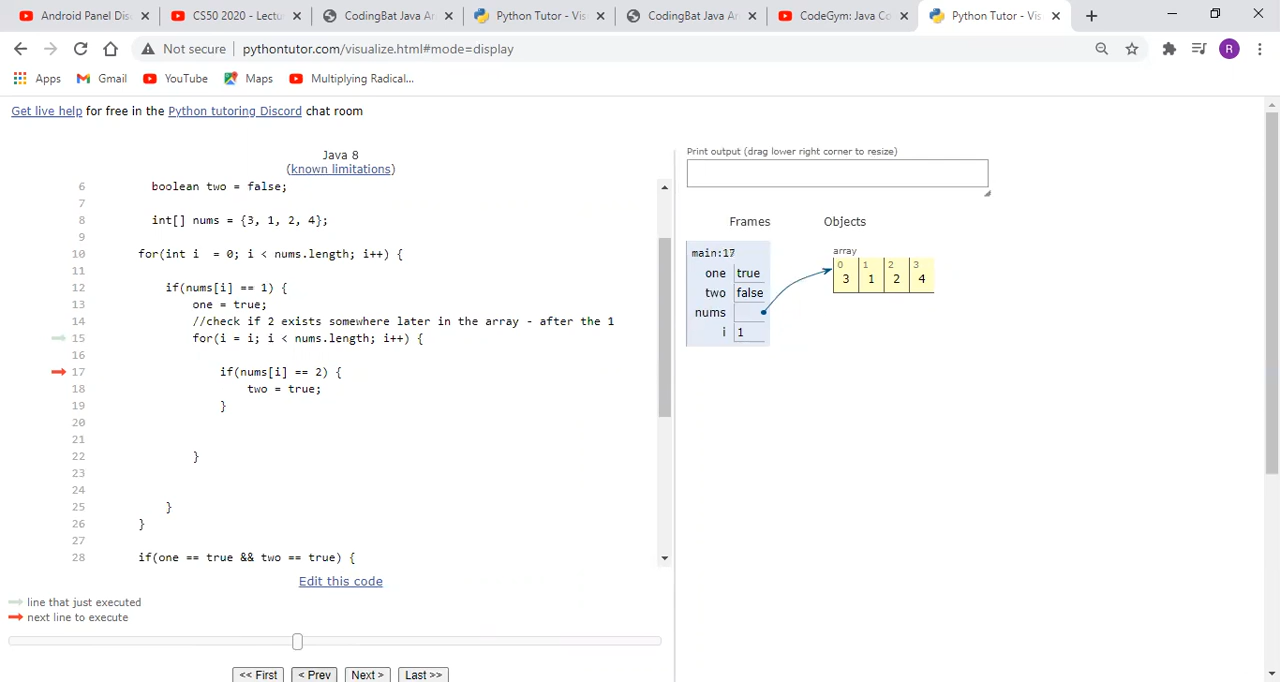 Android Panel Di
CS50 2020 - Lectu
CodingBat Java Ar
Python Tutor - Vis
CodingBat Java Ar
CodeGym: Java Co
Python Tutor - Vis
Not secure | pythontutor.com/visualize.html#mode=display
R
Apps
Gmail
YouTube
Maps
Multiplying Radical...
Get live help for free in the Python tutoring Discord chat room
Java 8
(known limitations)
6 boolean two = false;
7
8 int[] nums = {3, 1, 2, 4};
9
10 for(int i  = 0; i < nums.length; i++) {
11
12 if(nums[i] == 1) {
13 one = true;
14 //check if 2 exists somewhere later in the array - after the 1
15 for(i = i; i < nums.length; i++) {
16
17 if(nums[i] == 2) {
18 two = true;
19 }
20
21
22 }
23
24
25 }
26 }
27
28 if(one == true && two == true) {
Edit this code
line that just executed
next line to execute
<< First
< Prev
Next >
Last >>
Print output (drag lower right corner to resize)
Frames
Objects
main:17
one true
two false
nums
i 1
array
0 1 2 3
3 1 2 4